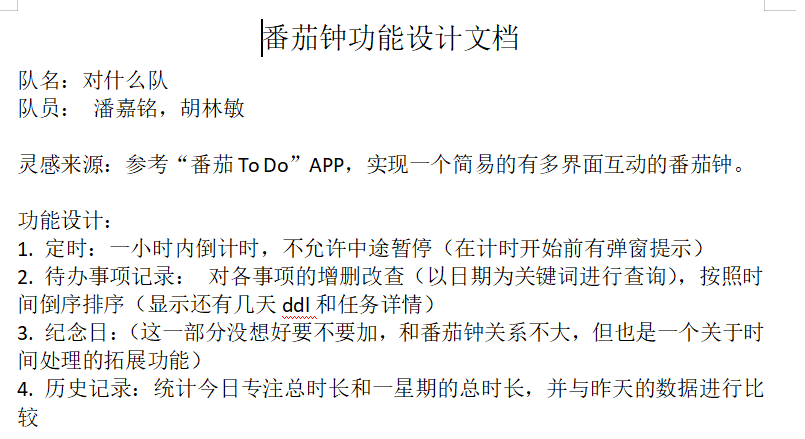 番茄钟功能设计文档
队名：对什么队
队员： 潘嘉铭，胡林敏
灵感来源：参考“番茄 To Do”APP，实现一个简易的有多界面互动的番茄钟。
功能设计：
1. 定时：一小时内倒计时，不允许中途暂停（在计时开始前有弹窗提示）
2. 待办事项记录： 对各事项的增删改查（以日期为关键词进行查询），按照时
间倒序排序（显示还有几天 ddl 和任务详情）
3. 纪念日：（这一部分没想好要不要加，和番茄钟关系不大，但也是一个关于时
间处理的拓展功能）
4. 历史记录：统计今日专注总时长和一星期的总时长，并与昨天的数据进行比
较